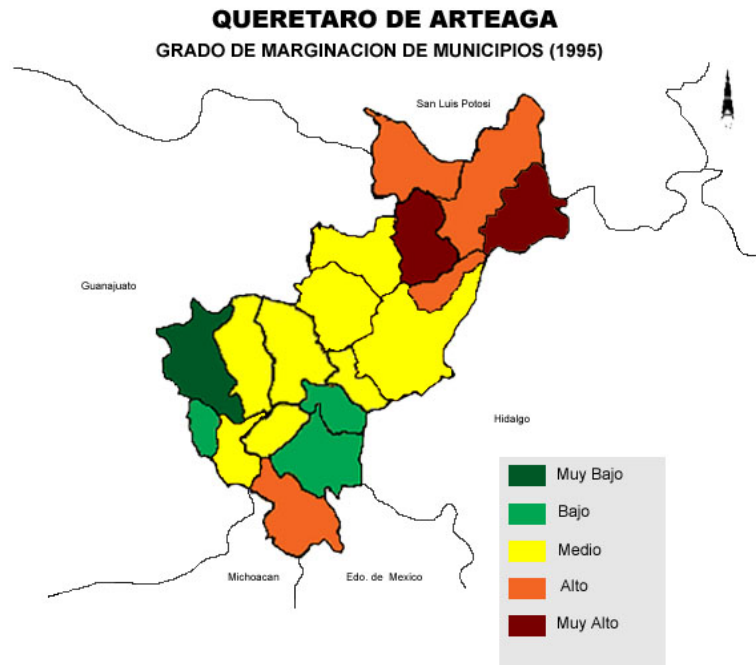 QUERETARO DE ARTEAGA
GRADO DE MARGINACION DE MUNICIPIOS (1995)
San Luis Potosi
Guanajuato
Hidalgo
Muy Bajo
Bajo
Medio
Alto
Muy Alto
Michoacan
Edo. de Mexico